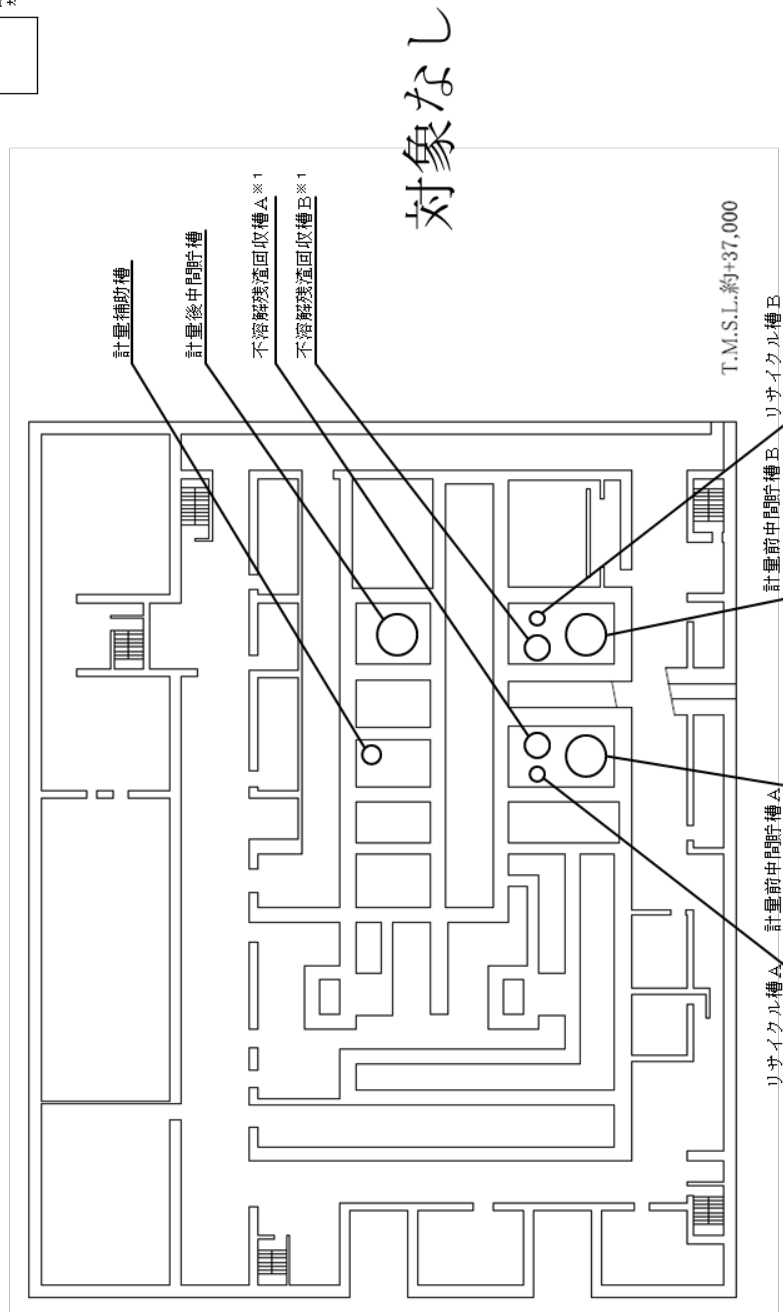 計量補助槽
計量後中間貯槽
不溶解残渣回収槽A※1
不溶解残渣回収槽B※1
対象なし
T.M.S.L.約+37,000
リサイクル槽A
計量前中間貯槽A
計量前中間貯槽B
リサイクル槽B